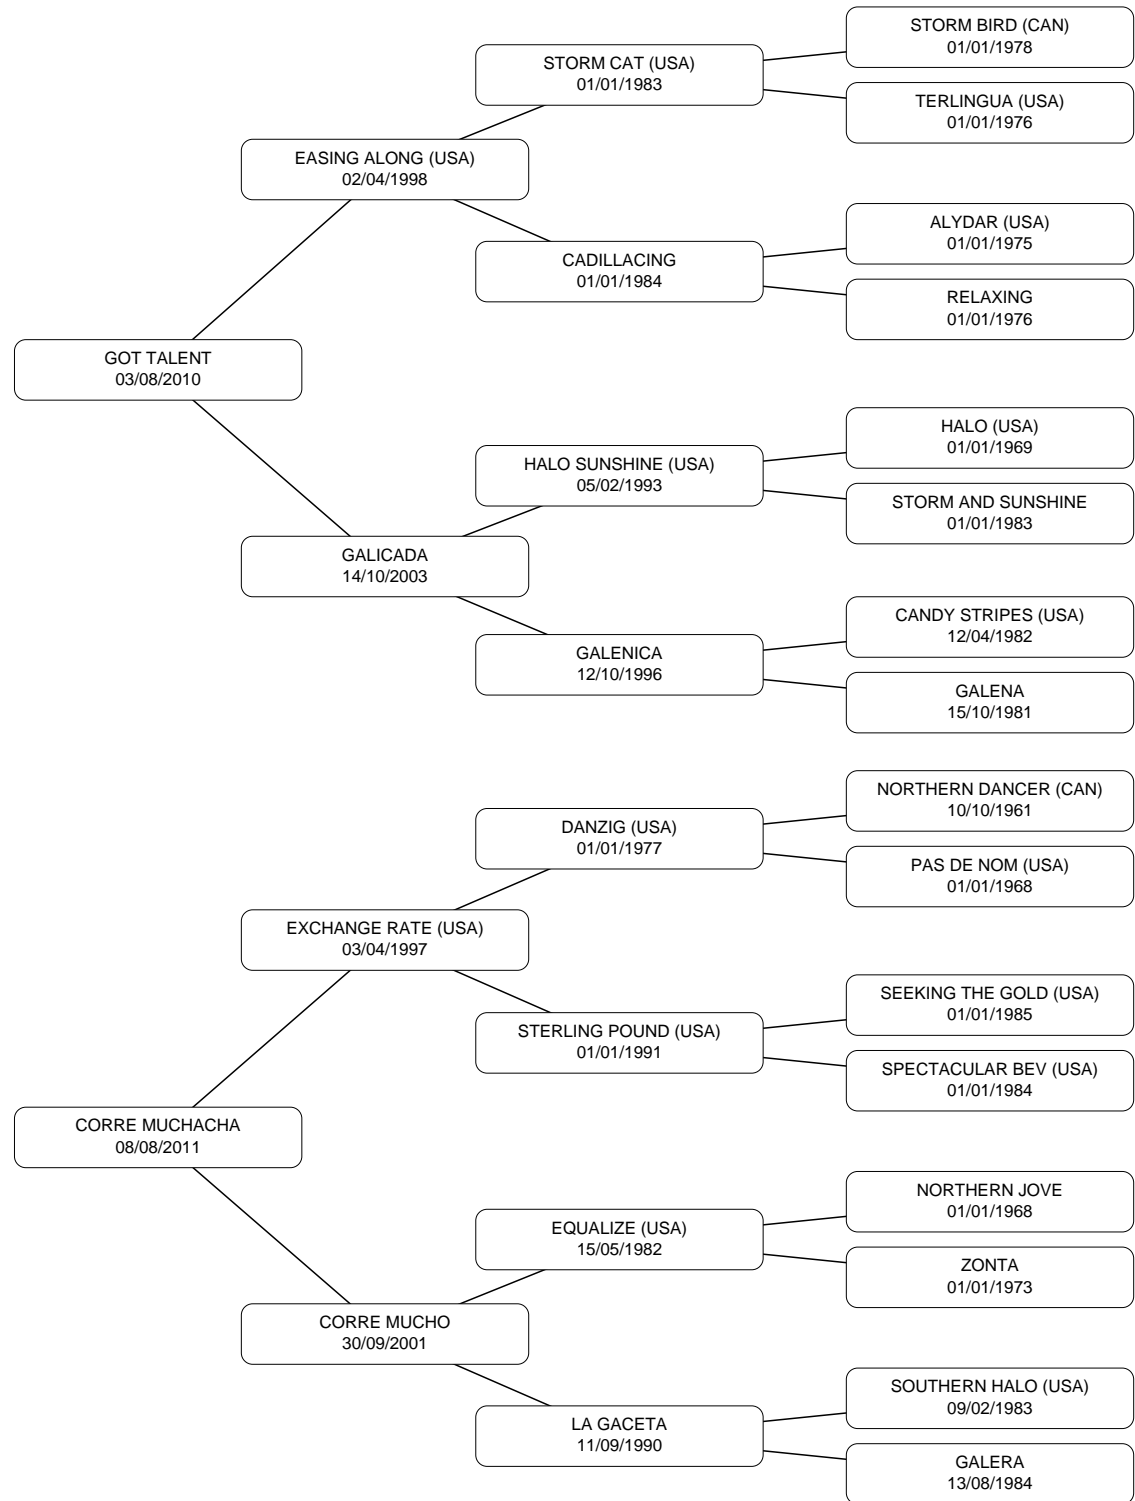 STORM BIRD (CAN)
01/01/1978
STORM CAT (USA)
01/01/1983
TERLINGUA (USA)
01/01/1976
EASING ALONG (USA)
02/04/1998
ALYDAR (USA)
01/01/1975
CADILLACING
01/01/1984
RELAXING
01/01/1976
GOT TALENT
03/08/2010
HALO (USA)
01/01/1969
HALO SUNSHINE (USA)
05/02/1993
STORM AND SUNSHINE
01/01/1983
GALICADA
14/10/2003
CANDY STRIPES (USA)
12/04/1982
GALENICA
12/10/1996
GALENA
15/10/1981
NORTHERN DANCER (CAN)
10/10/1961
DANZIG (USA)
01/01/1977
PAS DE NOM (USA)
01/01/1968
EXCHANGE RATE (USA)
03/04/1997
SEEKING THE GOLD (USA)
01/01/1985
STERLING POUND (USA)
01/01/1991
SPECTACULAR BEV (USA)
01/01/1984
CORRE MUCHACHA
08/08/2011
NORTHERN JOVE
01/01/1968
EQUALIZE (USA)
15/05/1982
ZONTA
01/01/1973
CORRE MUCHO
30/09/2001
SOUTHERN HALO (USA)
09/02/1983
LA GACETA
11/09/1990
GALERA
13/08/1984